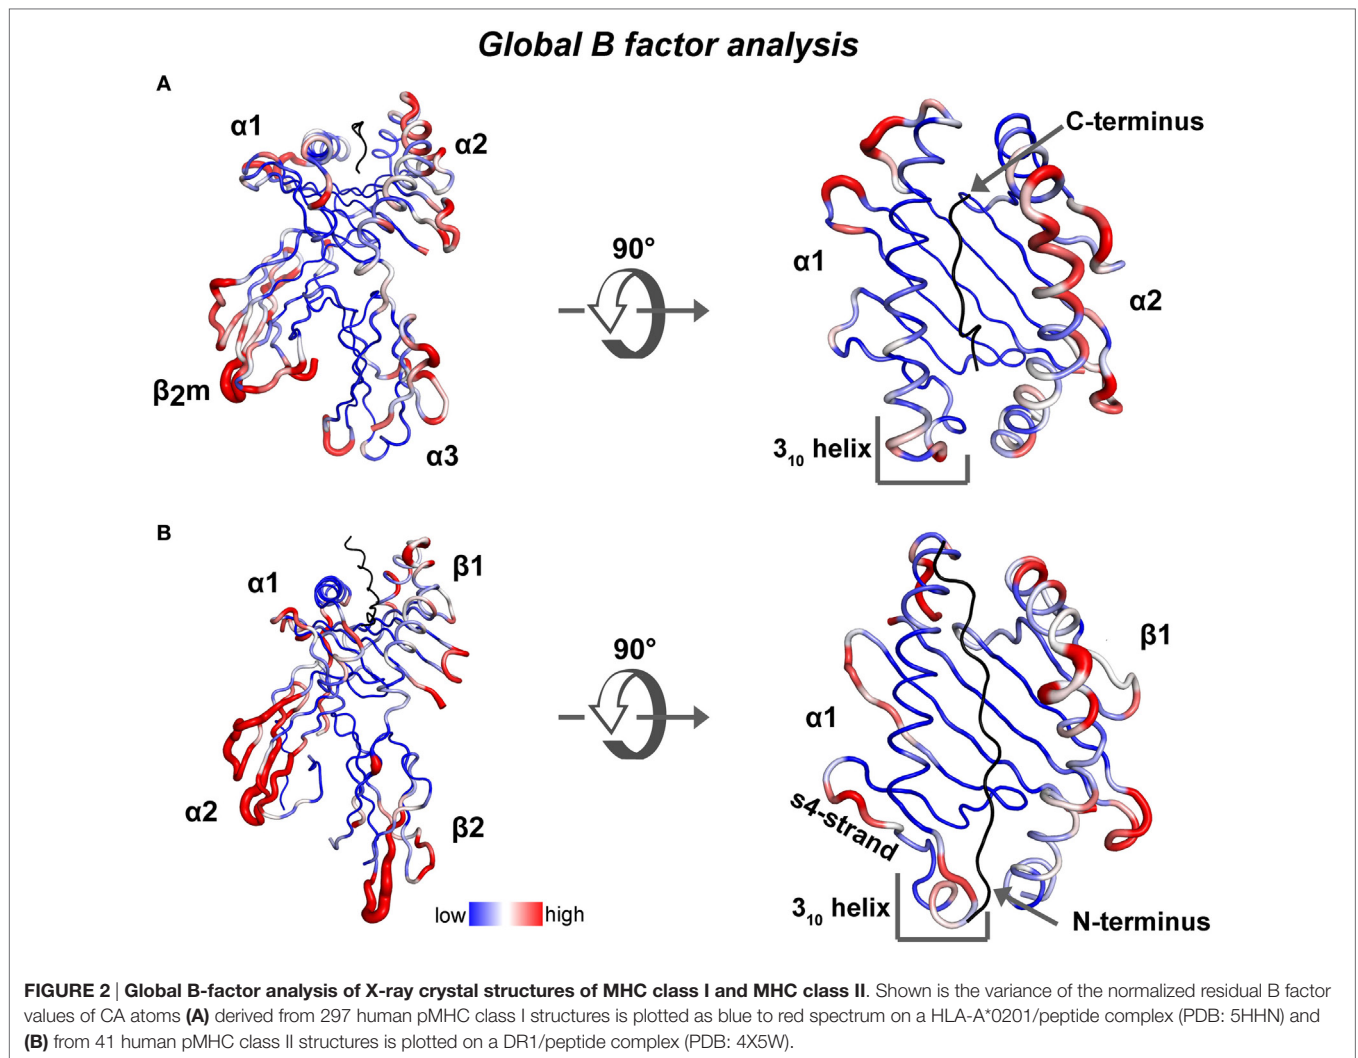 Global B factor analysis
A
α1
α2
β2m
α3
90°
C-terminus
α1
α2
3₁₀ helix
B
α1
β1
α2
β2
low
high
90°
β1
α1
s4-strand
3₁₀ helix
N-terminus
FIGURE 2 | Global B-factor analysis of X-ray crystal structures of MHC class I and MHC class II. Shown is the variance of the normalized residual B factor
values of CA atoms (A) derived from 297 human pMHC class I structures is plotted as blue to red spectrum on a HLA-A*0201/peptide complex (PDB: 5HHN) and
(B) from 41 human pMHC class II structures is plotted on a DR1/peptide complex (PDB: 4X5W).